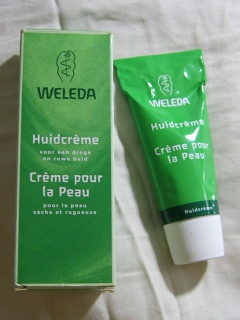 WELEDA
Huidcrème
voor een droge
en ruwe huid
Crème pour
la Peau
pour la peau
sèche et rugueuse
WELEDA
Huidcrème
Crème pour
la Peau
Huidcrème